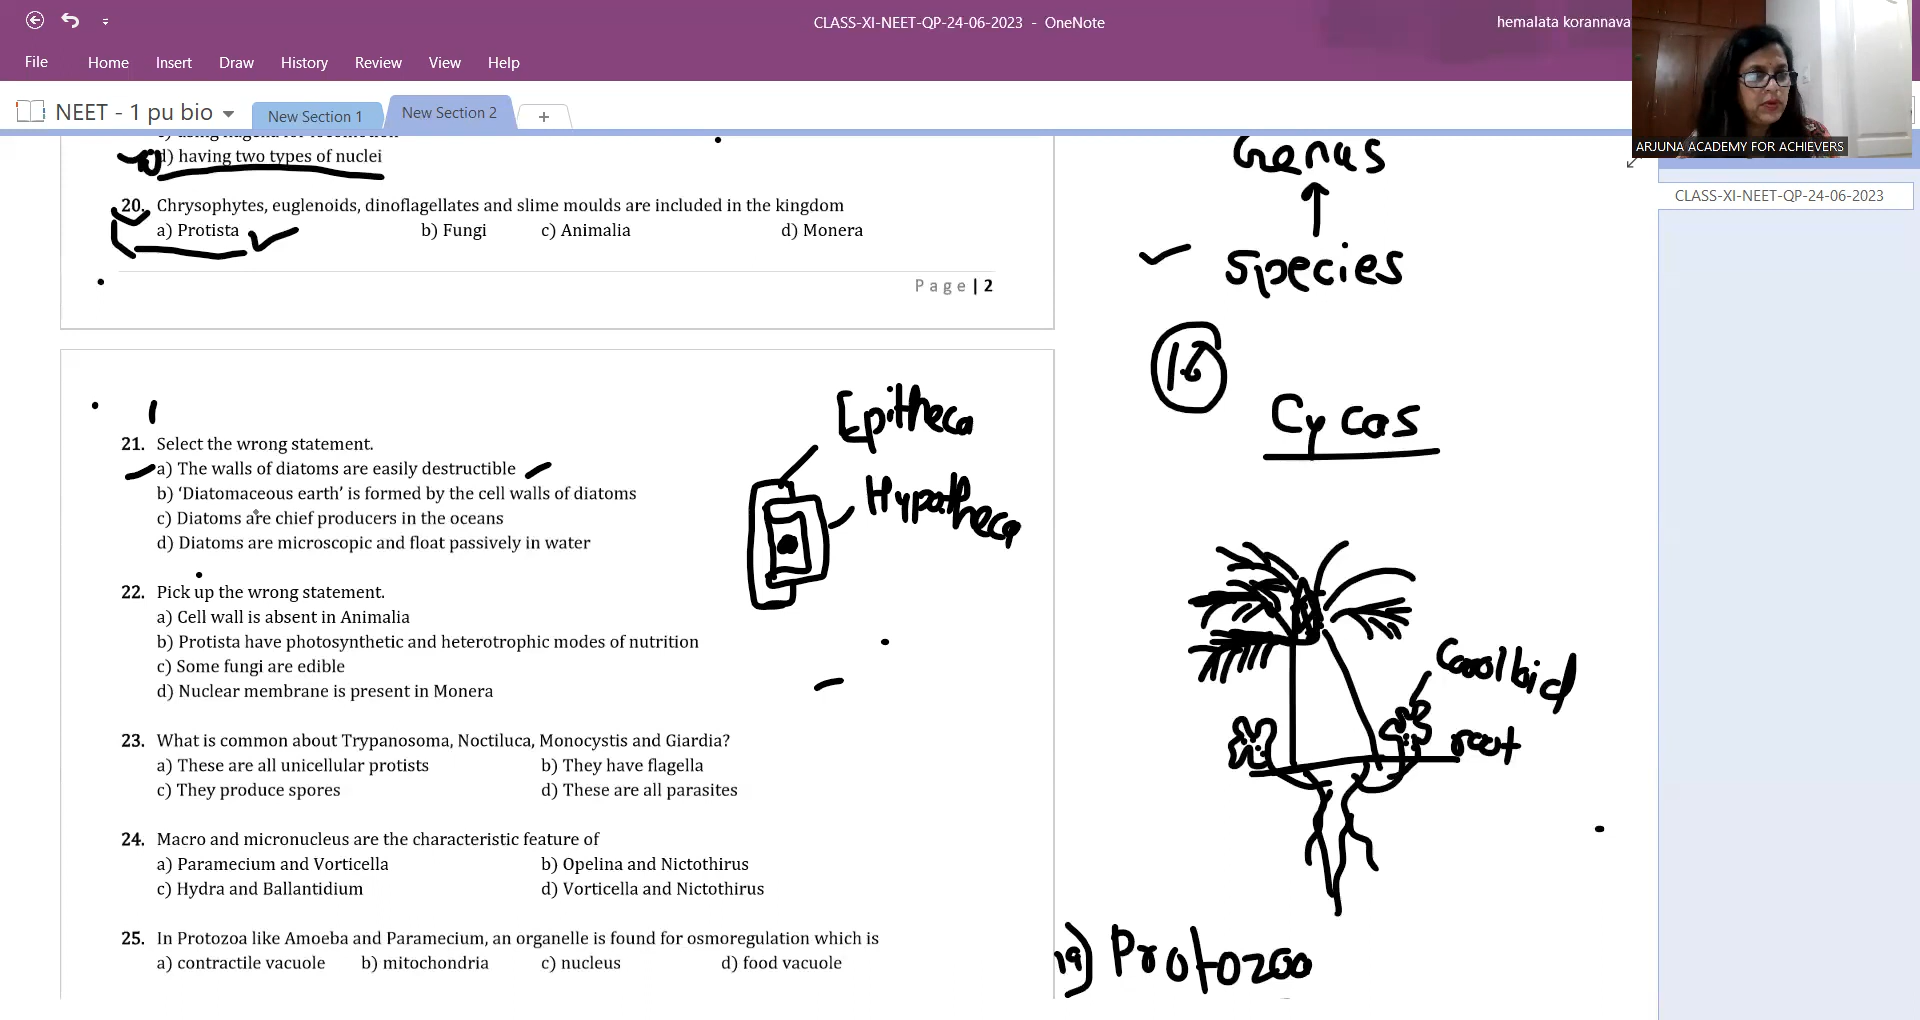 CLASS-XI-NEET-QP-24-06-2023 - OneNote
hemalata korannava
File Home Insert Draw History Review View Help
NEET - 1 pu bio
New Section 1
New Section 2
ARJUNA ACADEMY FOR ACHIEVERS
CLASS-XI-NEET-QP-24-06-2023
d) having two types of nuclei
20. Chrysophytes, euglenoids, dinoflagellates and slime moulds are included in the kingdom
a) Protista b) Fungi c) Animalia d) Monera
Page | 2
21. Select the wrong statement.
a) The walls of diatoms are easily destructible
b) ‘Diatomaceous earth’ is formed by the cell walls of diatoms
c) Diatoms are chief producers in the oceans
d) Diatoms are microscopic and float passively in water
22. Pick up the wrong statement.
a) Cell wall is absent in Animalia
b) Protista have photosynthetic and heterotrophic modes of nutrition
c) Some fungi are edible
d) Nuclear membrane is present in Monera
23. What is common about Trypanosoma, Noctiluca, Monocystis and Giardia?
a) These are all unicellular protists b) They have flagella
c) They produce spores d) These are all parasites
24. Macro and micronucleus are the characteristic feature of
a) Paramecium and Vorticella b) Opelina and Nictothirus
c) Hydra and Ballantidium d) Vorticella and Nictothirus
25. In Protozoa like Amoeba and Paramecium, an organelle is found for osmoregulation which is
a) contractile vacuole b) mitochondria c) nucleus d) food vacuole
Epitheca
Hypotheca
Genus
Species
16
Cycas
root
19) Protozoa